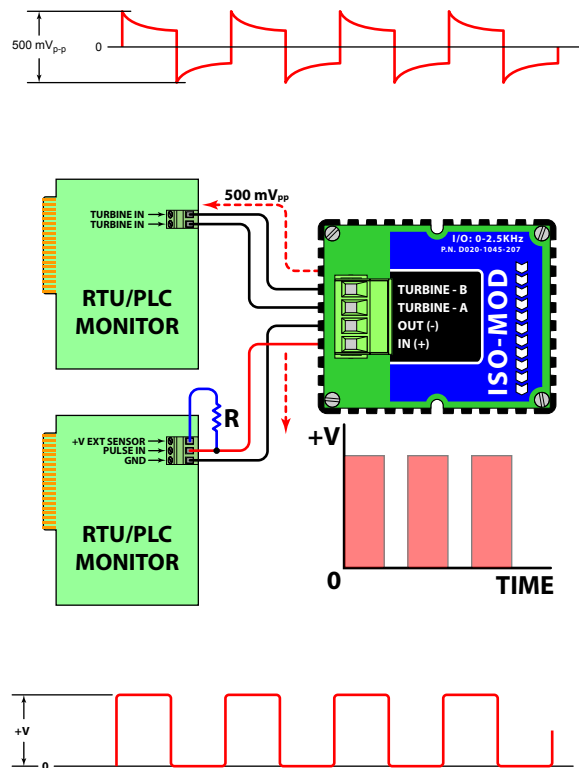 500 mVp-p
0
500 mVpp
TURBINE IN
TURBINE IN
RTU/PLC
MONITOR
I/O: 0-2.5KHz
P.N. D020-1045-207
TURBINE - B
TURBINE - A
OUT (-)
IN (+)
ISO-MOD
R
+V EXT SENSOR
PULSE IN
GND
RTU/PLC
MONITOR
+V
0
TIME
+V
0